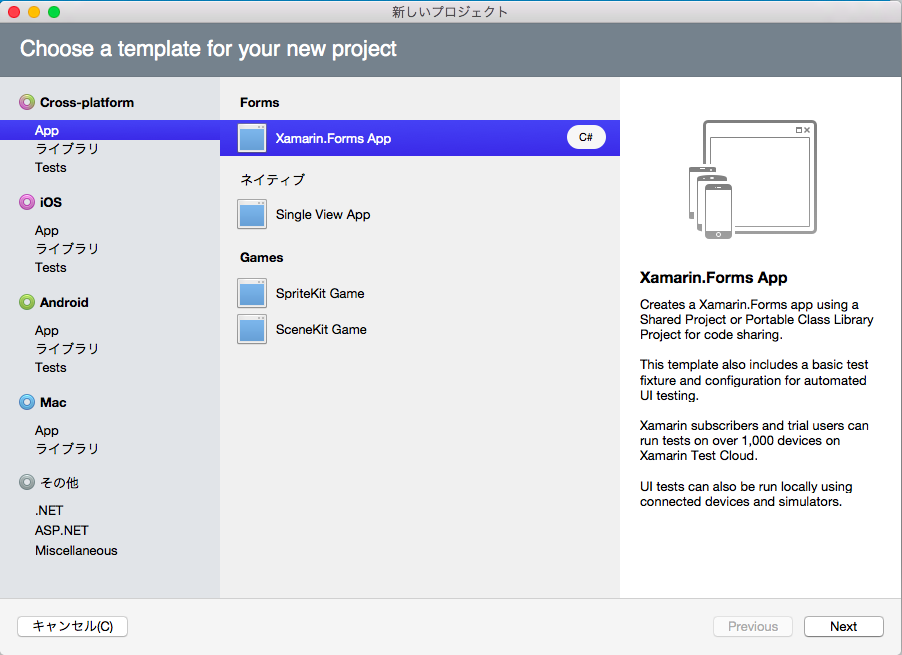 新しいプロジェクト
Choose a template for your new project
Cross-platform
App
ライブラリ
Tests
iOS
App
ライブラリ
Tests
Android
App
ライブラリ
Tests
Mac
App
ライブラリ
その他
.NET
ASP.NET
Miscellaneous
Forms
Xamarin.Forms App
C#
ネイティブ
Single View App
Games
SpriteKit Game
SceneKit Game
Xamarin.Forms App
Creates a Xamarin.Forms app using a
Shared Project or Portable Class Library
Project for code sharing.
This template also includes a basic test
fixture and configuration for automated
UI testing.
Xamarin subscribers and trial users can
run tests on over 1,000 devices on
Xamarin Test Cloud.
UI tests can also be run locally using
connected devices and simulators.
キャンセル(C)
Previous
Next